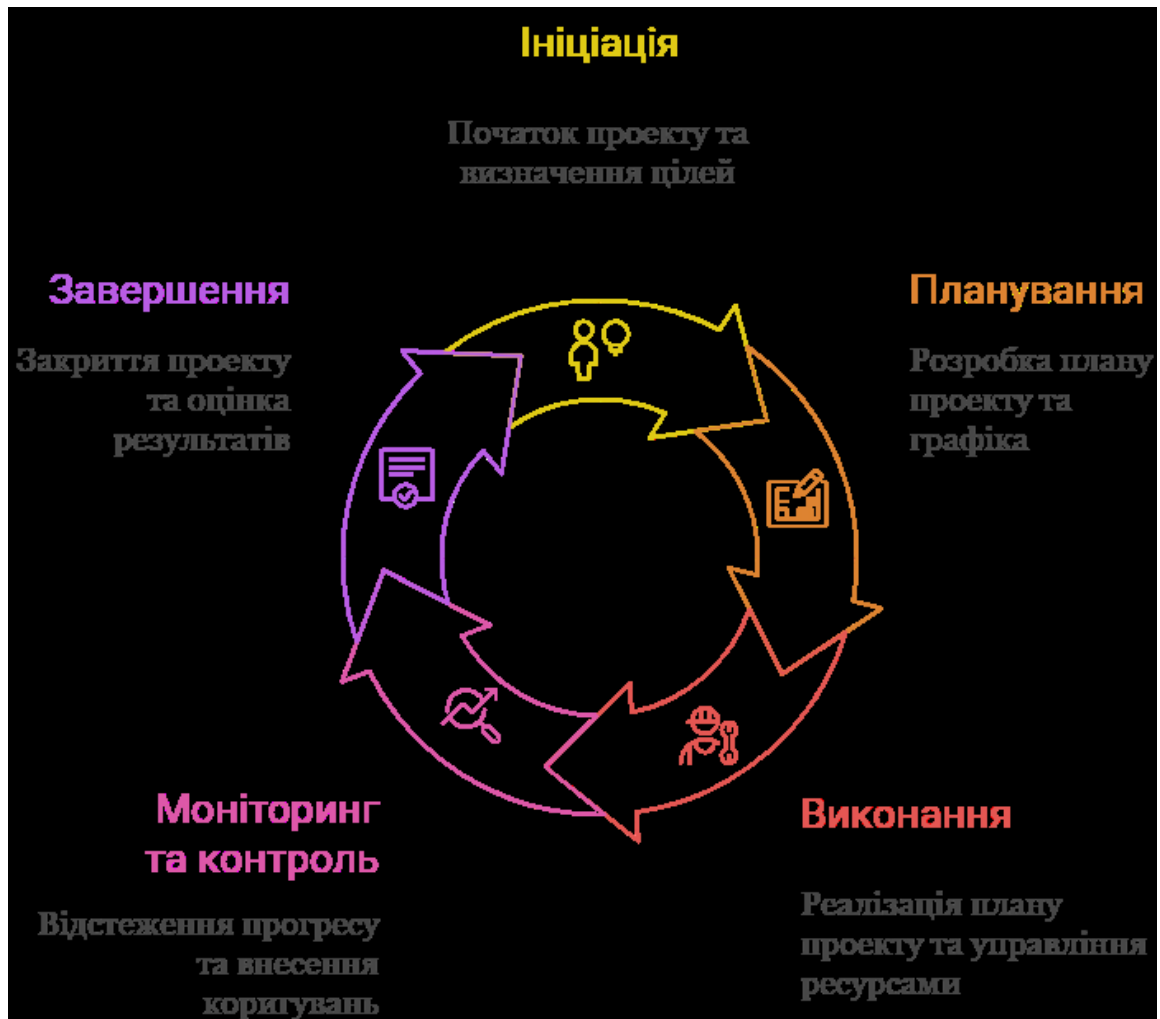 Ініціація
Початок проекту та
визначення цілей
Планування
Розробка плану
проекту та
графіка
Виконання
Реалізація плану
проекту та управління
ресурсами
Моніторинг
та контроль
Відстеження прогресу
та внесення
коригувань
Завершення
Закриття проекту
та оцінка
результатів